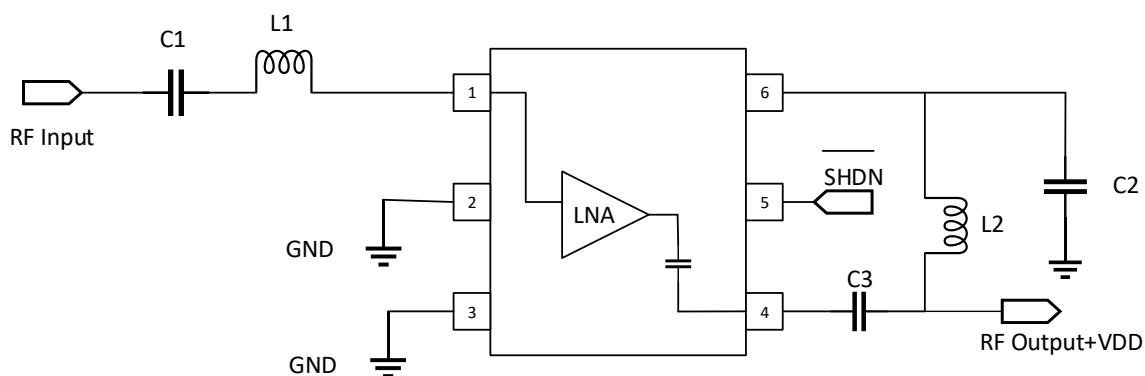 L1
C1
RF Input
1
6
2
GND
LNA
SHDN
5
C2
L2
3
GND
C3
4
RF Output+VDD